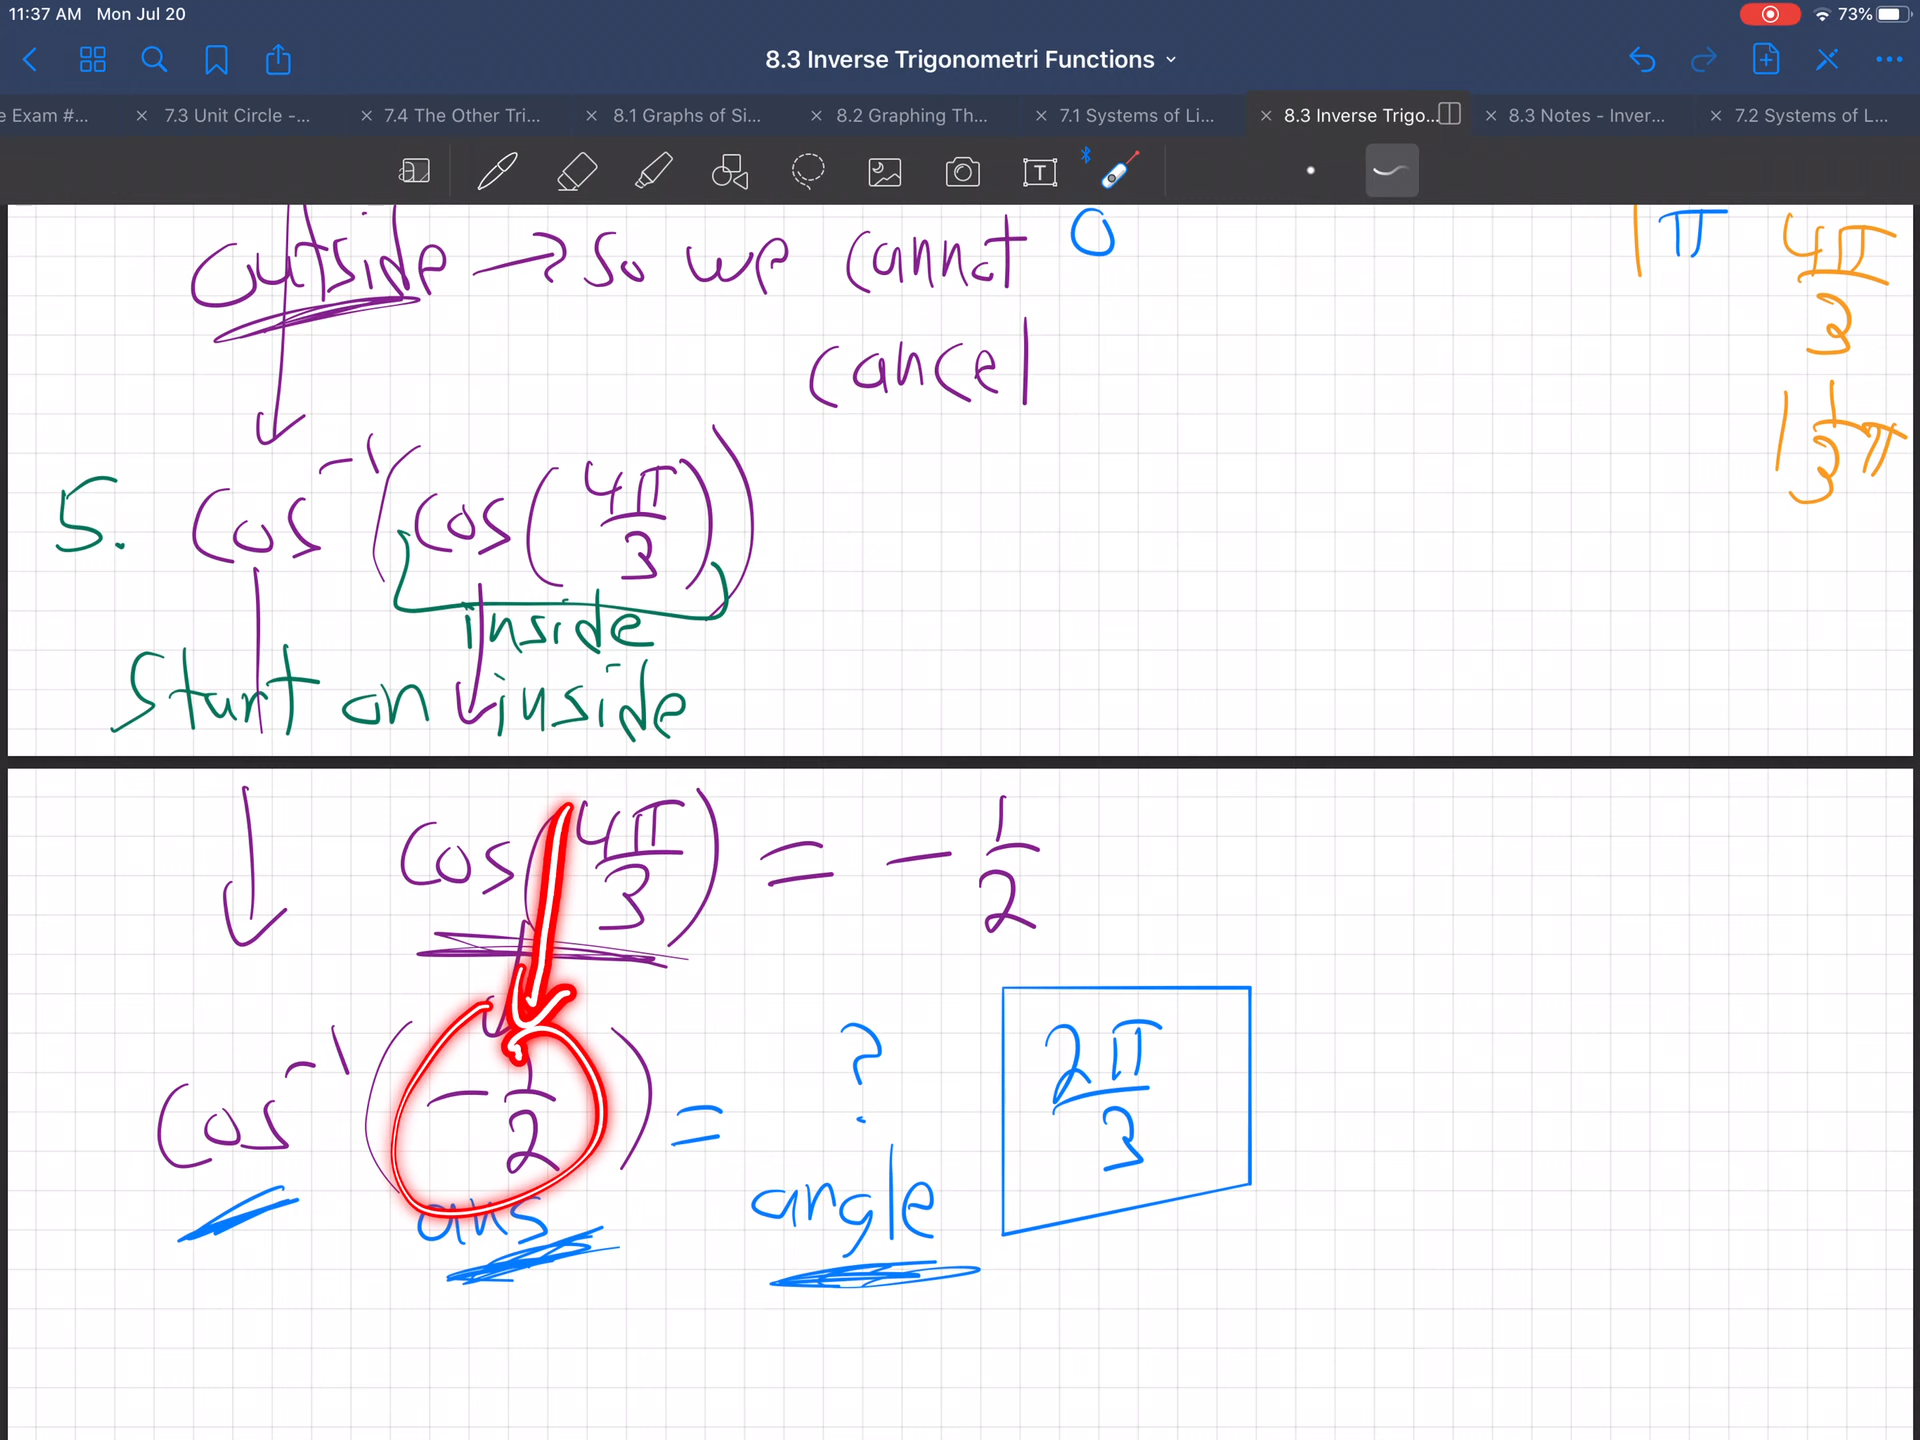 11:37 AM Mon Jul 20
73%
8.3 Inverse Trigonometri Functions
e Exam #...
7.3 Unit Circle -...
7.4 The Other Tri...
8.1 Graphs of Si...
8.2 Graphing Th...
7.1 Systems of Li...
8.3 Inverse Trigo...
8.3 Notes - Inver...
7.2 Systems of L...
T
outside → so we cannot
cancel
0
π
4π/3
1 1/3 π
5. cos⁻¹(cos(4π/3))
inside
Start on inside
cos(4π/3) = - 1/2
cos⁻¹(- 1/2) = ?
2π/3
ans
angle